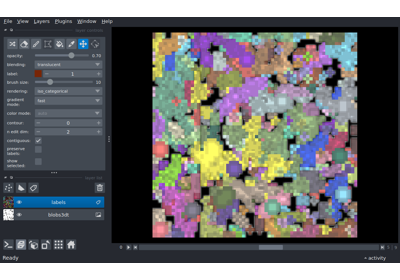 File View Layers Plugins Window Help
opacity: 0.70
blending: translucent
label: 1
brush size: 10
rendering: iso_categorical
gradient mode: fast
color mode:
contour: 0
n edit dim: 2
contiguous:
preserve labels:
show selected:
labels
blobs3dt
0
Ready
activity